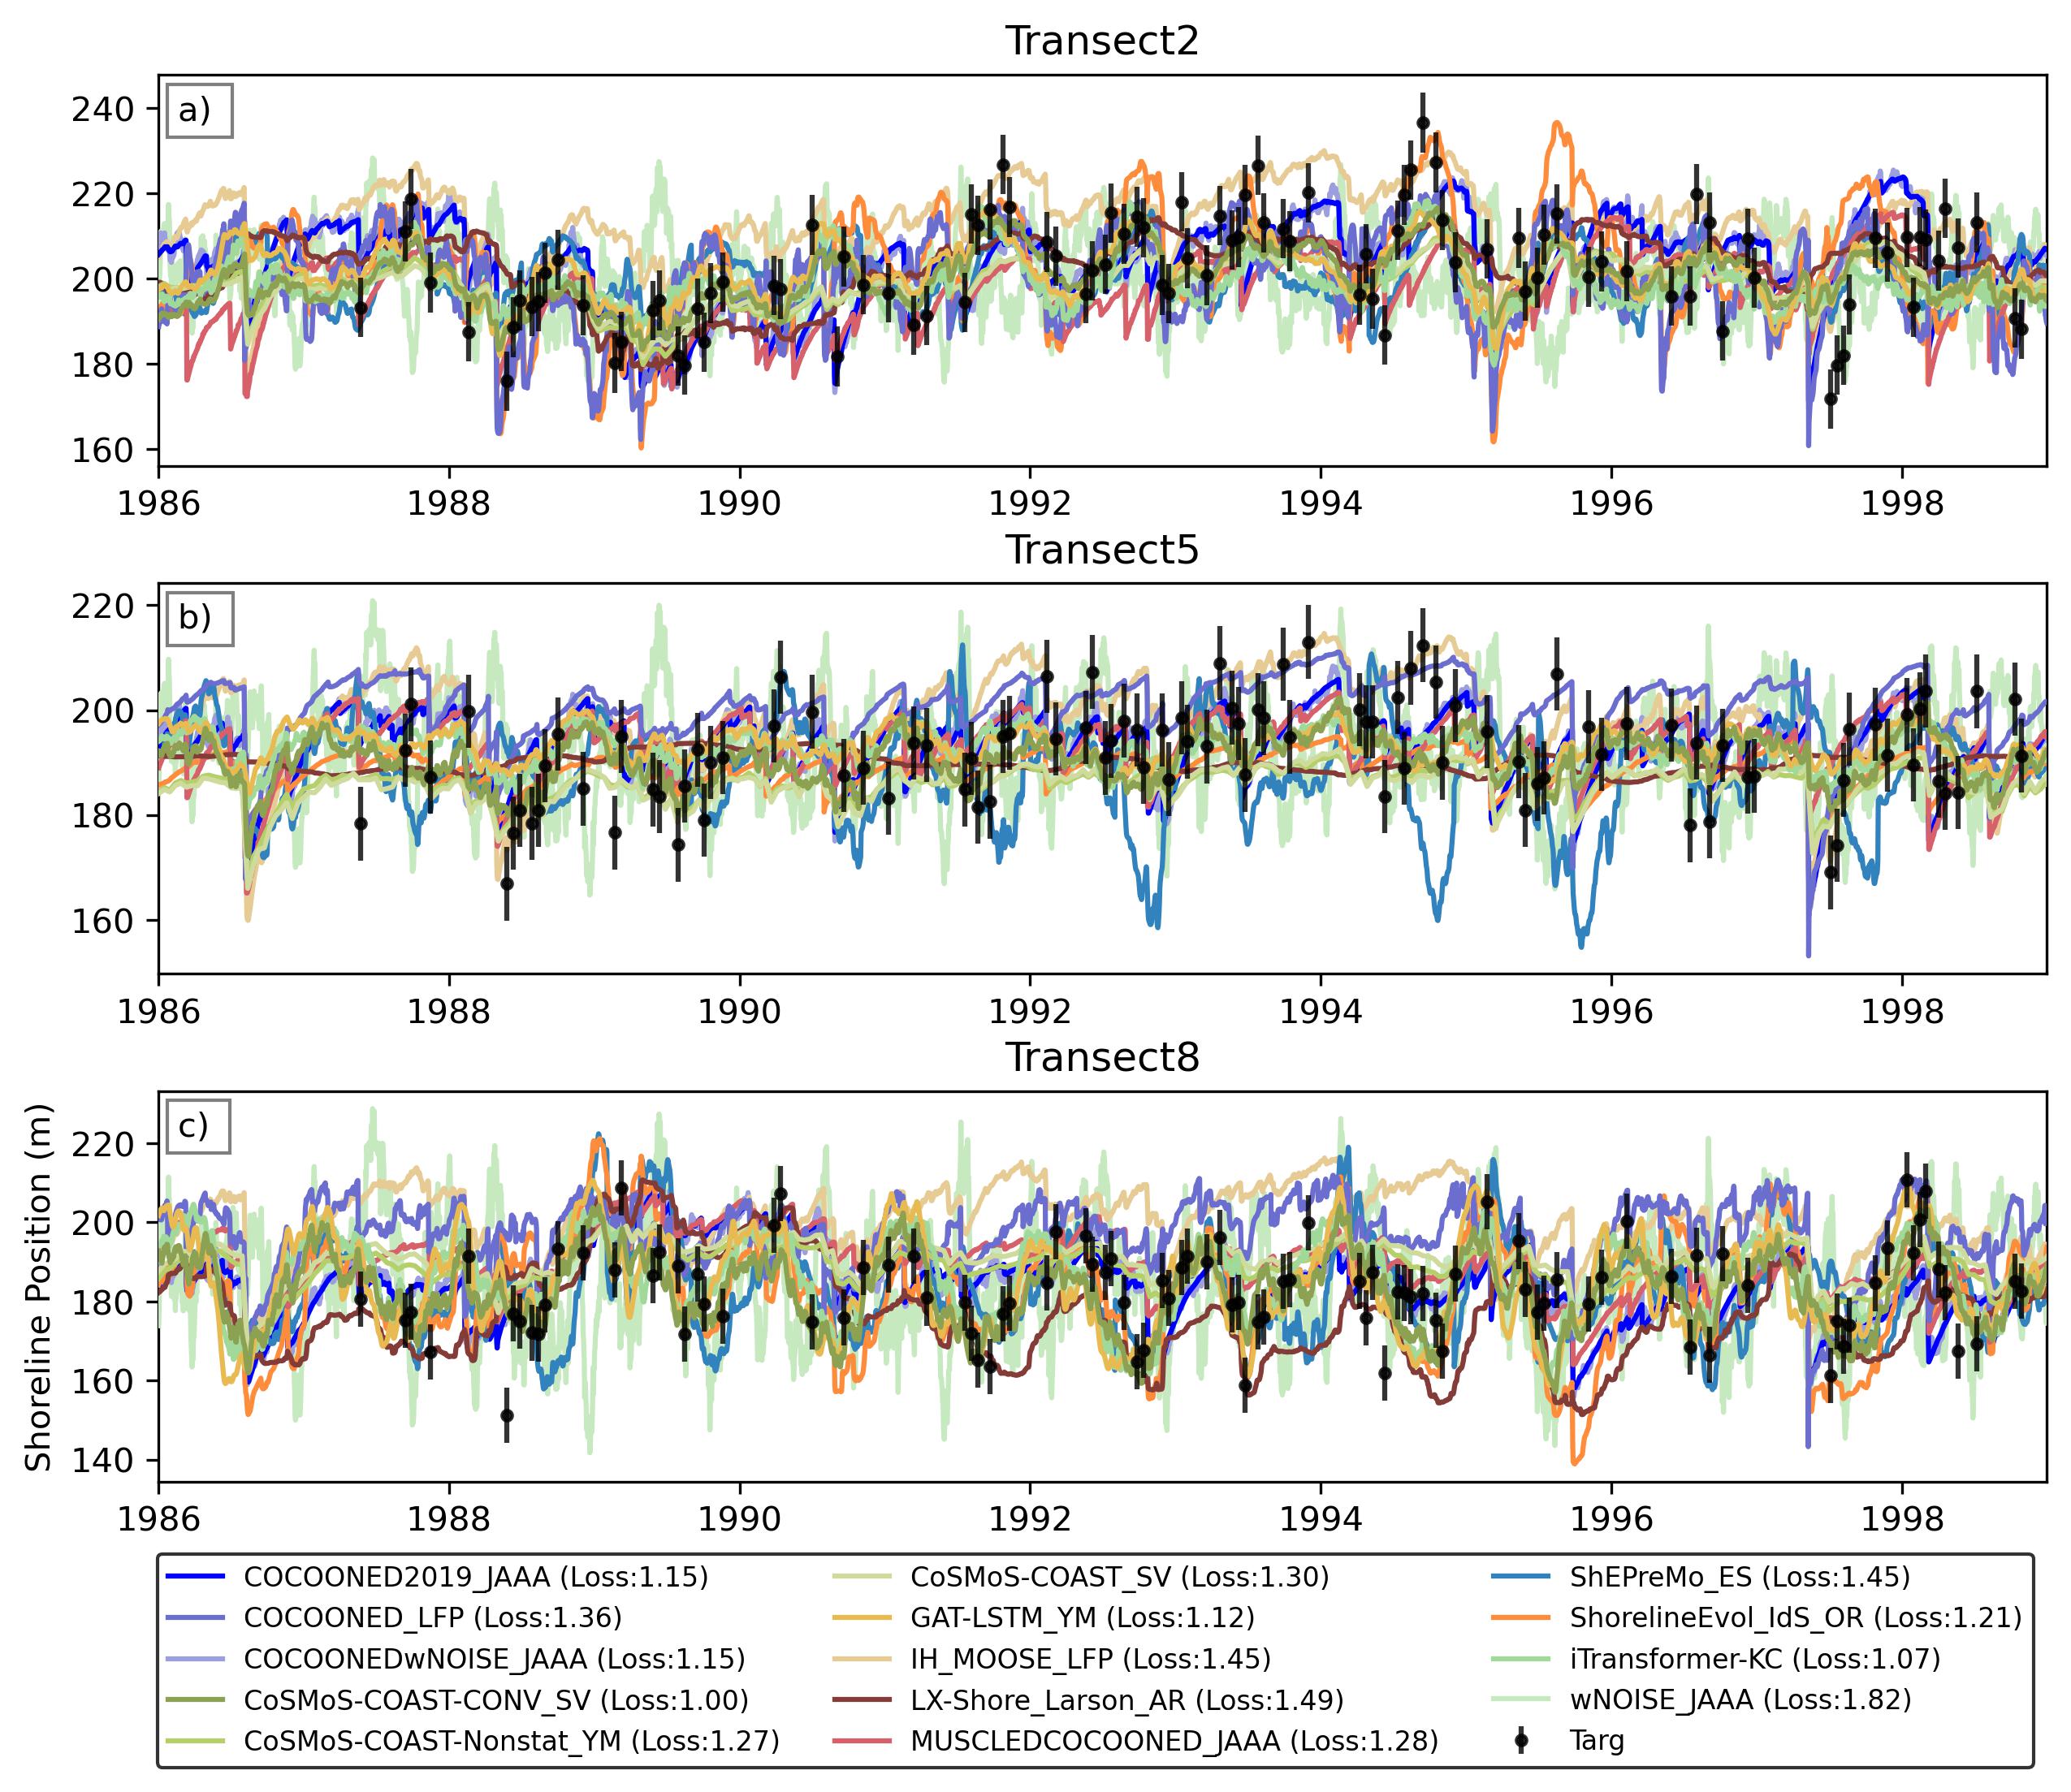 Transect2
a)
240
220
200
180
160
1986 1988 1990 1992 1994 1996 1998
Transect5
b)
220
200
180
160
1986 1988 1990 1992 1994 1996 1998
Transect8
c)
Shoreline Position (m)
220
200
180
160
140
1986 1988 1990 1992 1994 1996 1998
COCOONED2019_JAAA (Loss:1.15)
COCOONED_LFP (Loss:1.36)
COCOONEDwNOISE_JAAA (Loss:1.15)
CoSMoS-COAST-CONV_SV (Loss:1.00)
CoSMoS-COAST-Nonstat_YM (Loss:1.27)
CoSMoS-COAST_SV (Loss:1.30)
GAT-LSTM_YM (Loss:1.12)
IH_MOOSE_LFP (Loss:1.45)
LX-Shore_Larson_AR (Loss:1.49)
MUSCLEDCOCOONED_JAAA (Loss:1.28)
ShEPreMo_ES (Loss:1.45)
ShorelineEvol_IdS_OR (Loss:1.21)
iTransformer-KC (Loss:1.07)
wNOISE_JAAA (Loss:1.82)
Targ